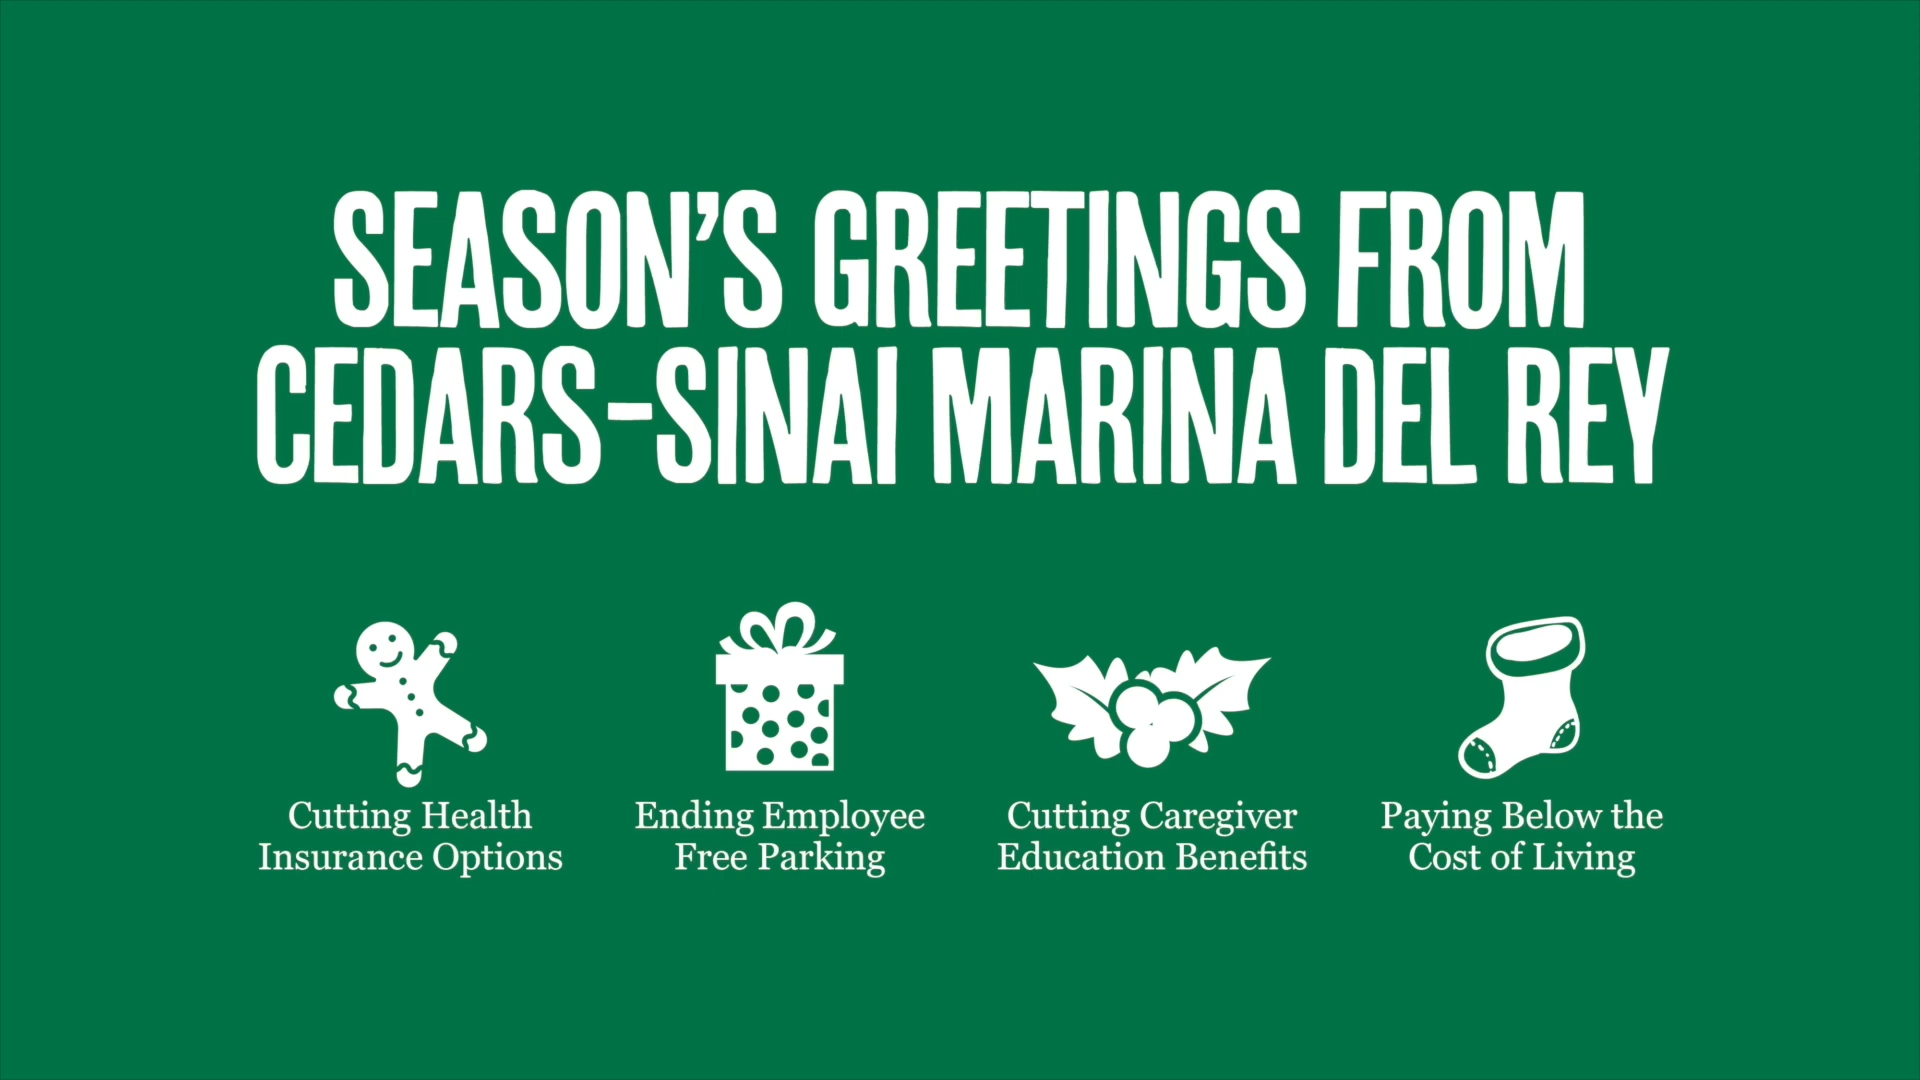 SEASON’S GREETINGS FROM
CEDARS-SINAI MARINA DEL REY
Cutting Health
Insurance Options
Ending Employee
Free Parking
Cutting Caregiver
Education Benefits
Paying Below the
Cost of Living